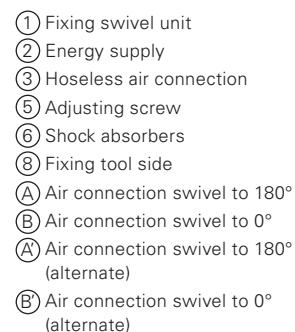 ① Fixing swivel unit
② Energy supply
③ Hoseless air connection
⑤ Adjusting screw
⑥ Shock absorbers
⑧ Fixing tool side
Ⓐ Air connection swivel to 180°
Ⓑ Air connection swivel to 0°
Ⓐ′ Air connection swivel to 180°
(alternate)
Ⓑ′ Air connection swivel to 0°
(alternate)